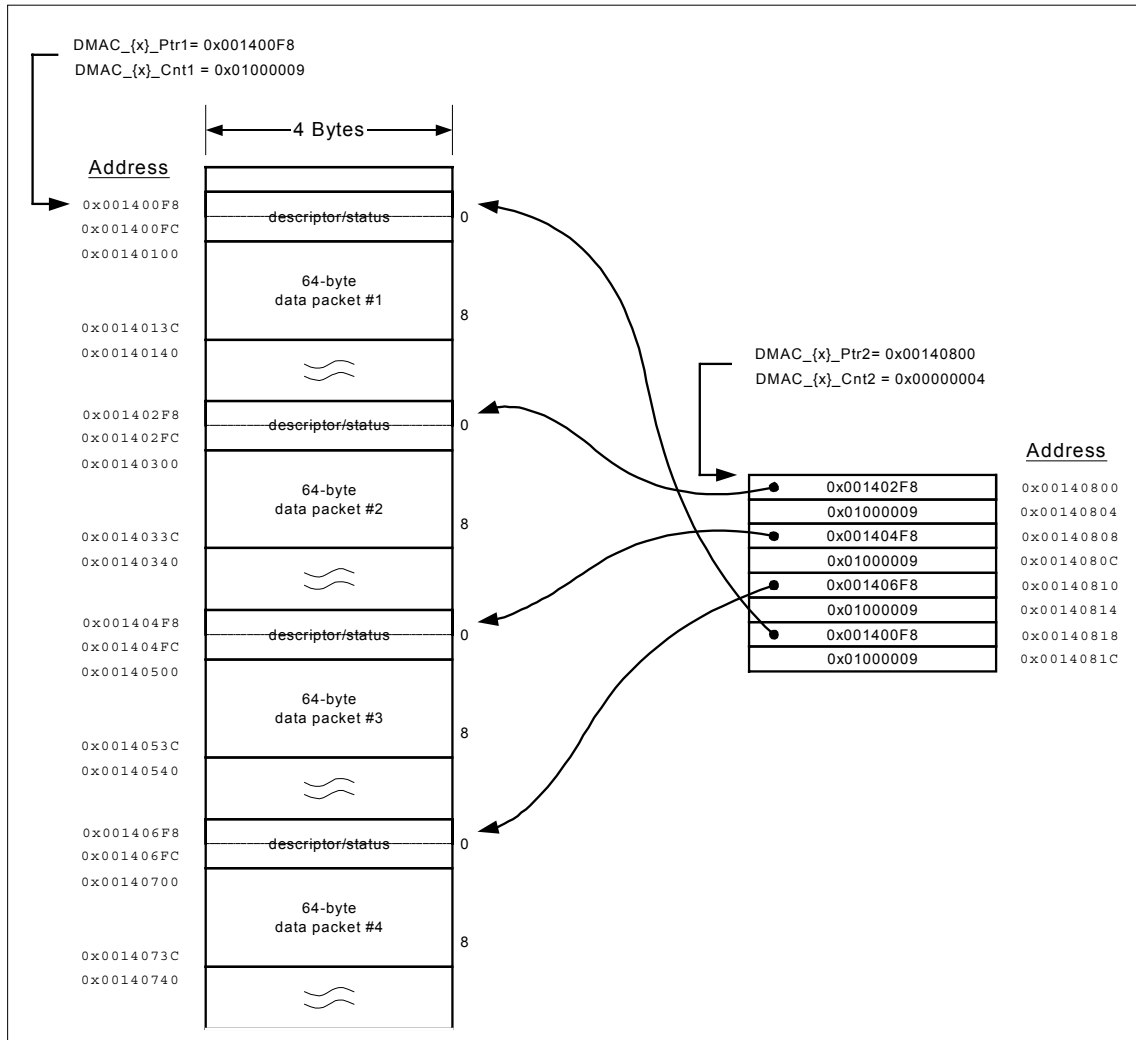 DMAC_{x}_Ptr1= 0x001400F8
DMAC_{x}_Cnt1 = 0x01000009
4 Bytes
Address
0x001400F8
descriptor/status
0
0x001400FC
0x00140100
64-byte
data packet #1
8
0x0014013C
0x00140140
0x001402F8
descriptor/status
0
0x001402FC
0x00140300
64-byte
data packet #2
8
0x0014033C
0x00140340
0x001404F8
descriptor/status
0
0x001404FC
0x00140500
64-byte
data packet #3
8
0x0014053C
0x00140540
0x001406F8
descriptor/status
0
0x001406FC
0x00140700
64-byte
data packet #4
8
0x0014073C
0x00140740
DMAC_{x}_Ptr2= 0x00140800
DMAC_{x}_Cnt2 = 0x00000004
Address
0x001402F8 0x00140800
0x01000009 0x00140804
0x001404F8 0x00140808
0x01000009 0x0014080C
0x001406F8 0x00140810
0x01000009 0x00140814
0x001400F8 0x00140818
0x01000009 0x0014081C